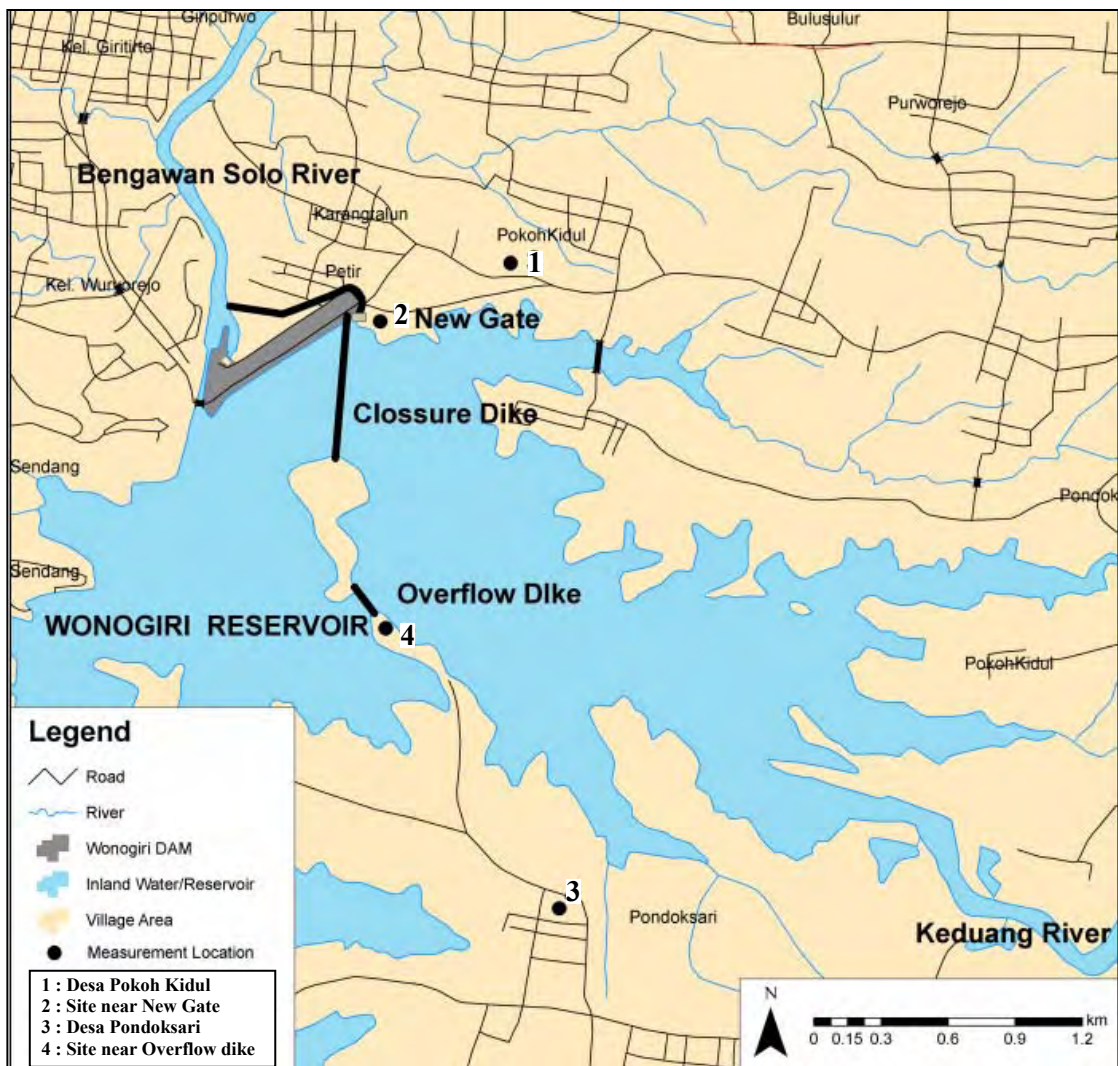 Giripurwo
Bulusulur
Kel. Giritirto
Purworejo
Bengawan Solo River
Karangtalun
PokohKidul
1
Petir
Kel. Wuryorejo
2 New Gate
Clossure Dike
Sendang
Pondok
Sendang
Overflow DIke
WONOGIRI RESERVOIR
4
PokohKidul
Legend
Road
River
Wonogiri DAM
Inland Water/Reservoir
Village Area
Measurement Location
3
Pondoksari
Keduang River
1 : Desa Pokoh Kidul
2 : Site near New Gate
3 : Desa Pondoksari
4 : Site near Overflow dike
N
km
0 0.15 0.3 0.6 0.9 1.2